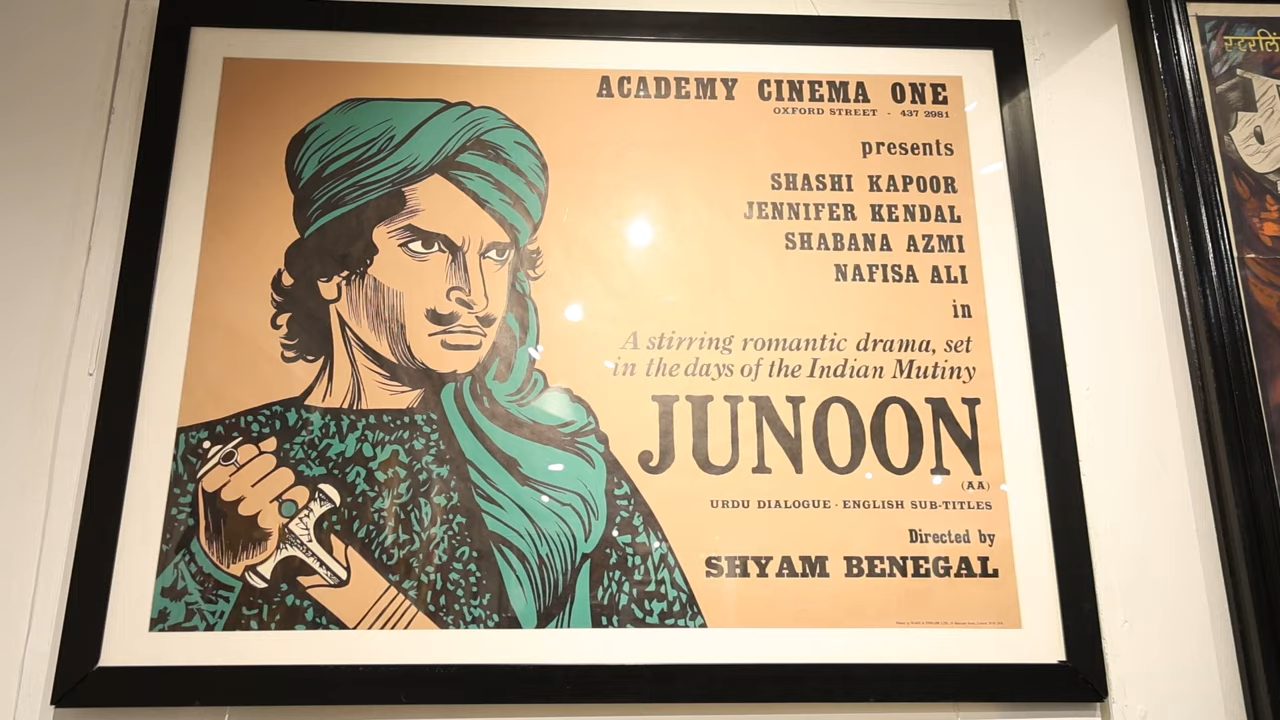 ACADEMY CINEMA ONE
OXFORD STREET - 437 2981
presents
SHASHI KAPOOR
JENNIFER KENDAL
SHABANA AZMI
NAFISA ALI
in
A stirring romantic drama, set
in the days of the Indian Mutiny
JUNOON
(AA)
URDU DIALOGUE · ENGLISH SUB-TITLES
Directed by
SHYAM BENEGAL